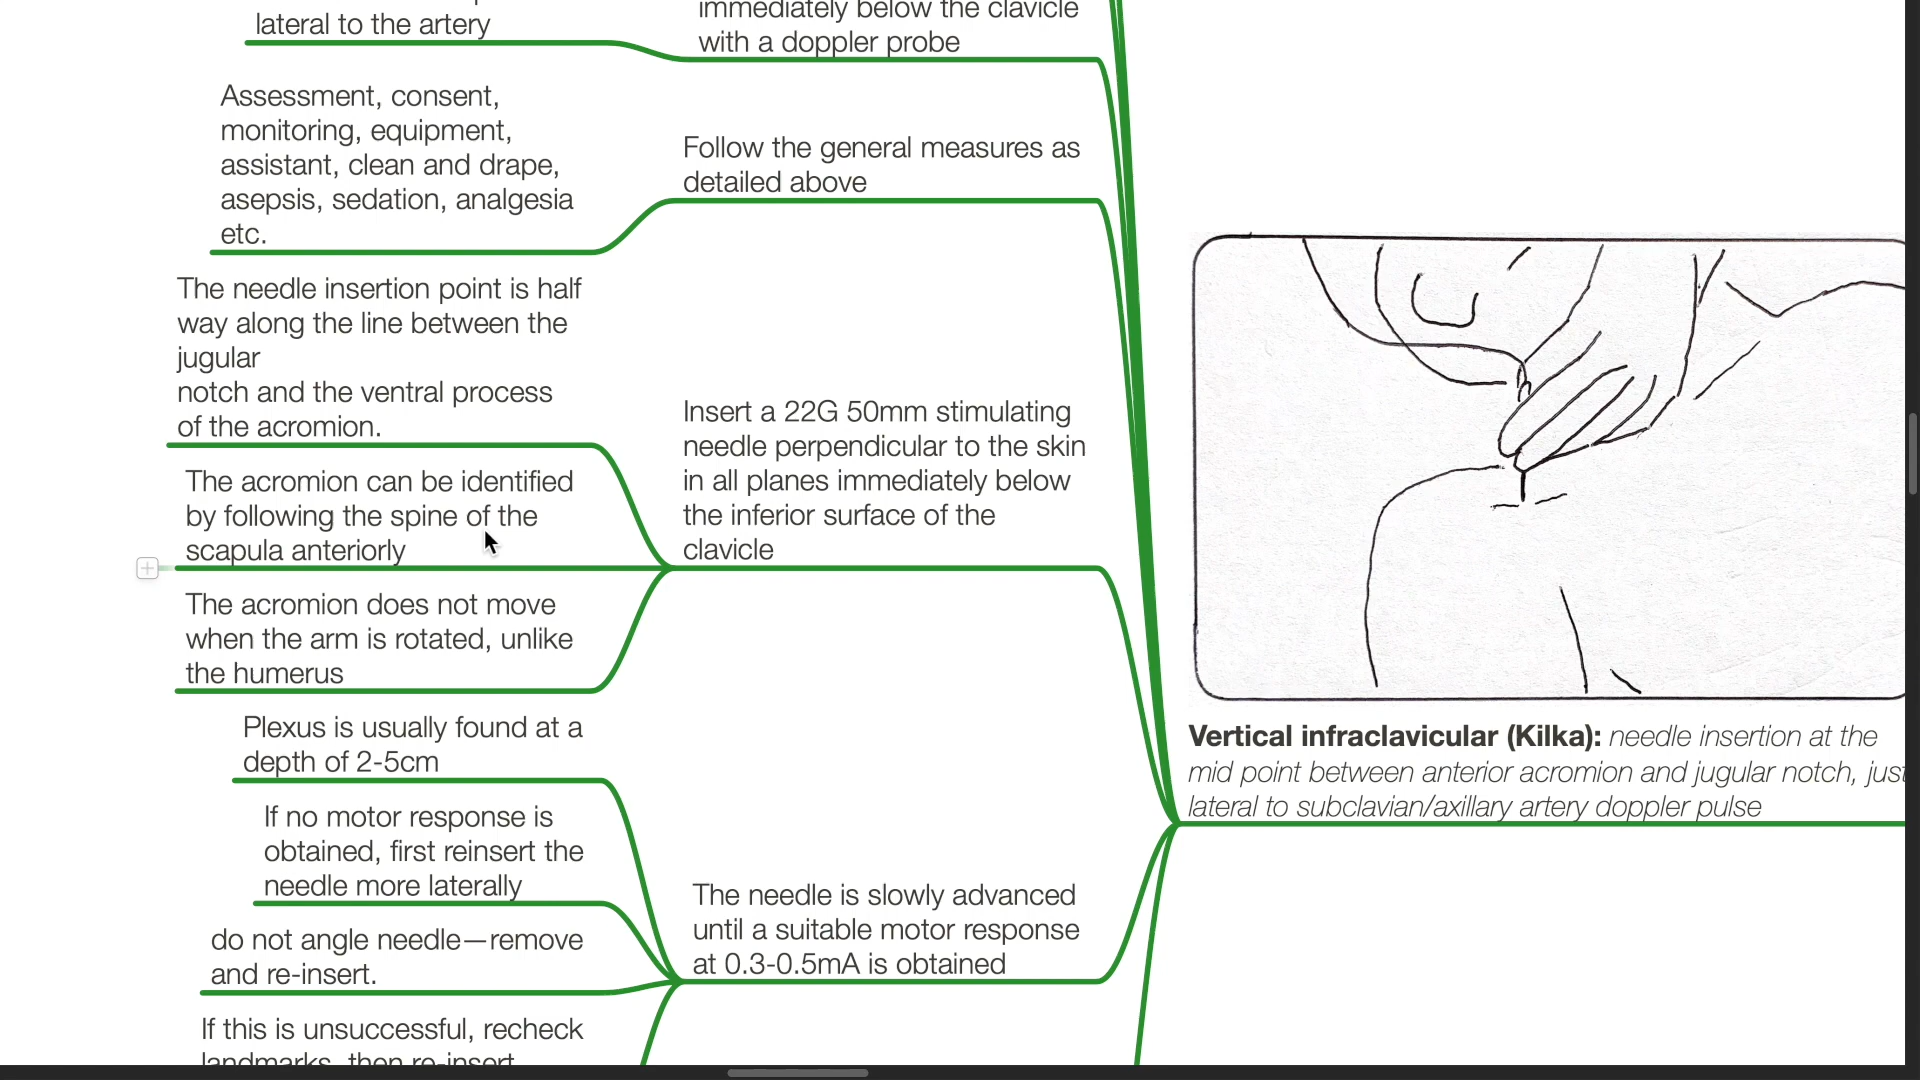 lateral to the artery
immediately below the clavicle
with a doppler probe
Assessment, consent,
monitoring, equipment,
assistant, clean and drape,
asepsis, sedation, analgesia
etc.
Follow the general measures as
detailed above
The needle insertion point is half
way along the line between the
jugular
notch and the ventral process
of the acromion.
The acromion can be identified
by following the spine of the
scapula anteriorly
The acromion does not move
when the arm is rotated, unlike
the humerus
Insert a 22G 50mm stimulating
needle perpendicular to the skin
in all planes immediately below
the inferior surface of the
clavicle
Plexus is usually found at a
depth of 2-5cm
If no motor response is
obtained, first reinsert the
needle more laterally
do not angle needle—remove
and re-insert.
If this is unsuccessful, recheck
landmarks, then re-insert
The needle is slowly advanced
until a suitable motor response
at 0.3-0.5mA is obtained
Vertical infraclavicular (Kilka): needle insertion at the
mid point between anterior acromion and jugular notch, just
lateral to subclavian/axillary artery doppler pulse